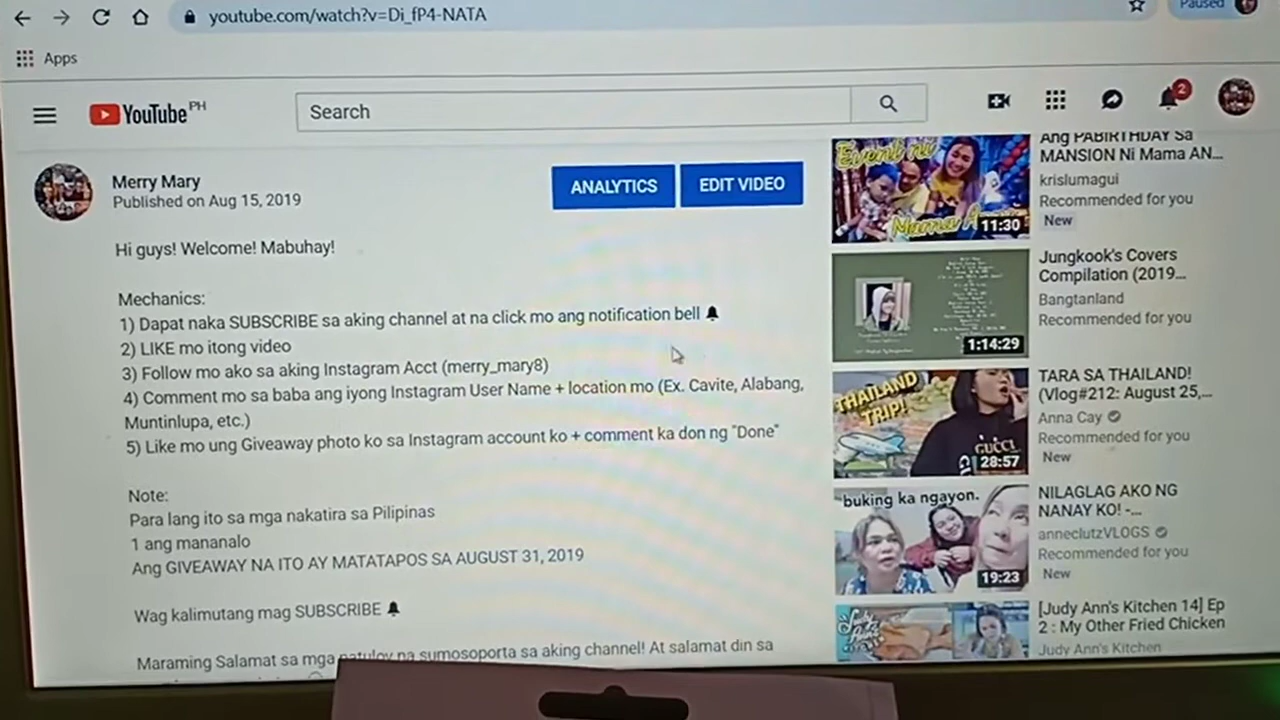 youtube.com/watch?v=Di_fP4-NATA
Paused
Apps
YouTube PH
Search
2
Merry Mary
Published on Aug 15, 2019
ANALYTICS
EDIT VIDEO
Hi guys! Welcome! Mabuhay!
Mechanics:
1) Dapat naka SUBSCRIBE sa aking channel at na click mo ang notification bell 🔔
2) LIKE mo itong video
3) Follow mo ako sa aking Instagram Acct (merry_mary8)
4) Comment mo sa baba ang iyong Instagram User Name + location mo (Ex. Cavite, Alabang,
Muntinlupa, etc.)
5) Like mo ung Giveaway photo ko sa Instagram account ko + comment ka don ng "Done"
Note:
Para lang ito sa mga nakatira sa Pilipinas
1 ang mananalo
Ang GIVEAWAY NA ITO AY MATATAPOS SA AUGUST 31, 2019
Wag kalimutang mag SUBSCRIBE 🔔
Maraming Salamat sa mga patuloy na sumosoporta sa aking channel! At salamat din sa
Event ni
Mama A
11:30
Ang PABIRTHDAY sa
MANSION Ni Mama AN...
krislumagui
Recommended for you
New
1:14:29
Jungkook's Covers
Compilation (2019...
Bangtanland
Recommended for you
THAILAND
TRIP!
GUCCI
28:57
TARA SA THAILAND!
(Vlog#212: August 25,...
Anna Cay
Recommended for you
New
buking ka ngayon.
19:23
NILAGLAG AKO NG
NANAY KO! -...
anneclutzVLOGS
Recommended for you
New
Judy Ann's
[Judy Ann's Kitchen 14] Ep
2 : My Other Fried Chicken
Judy Ann's Kitchen